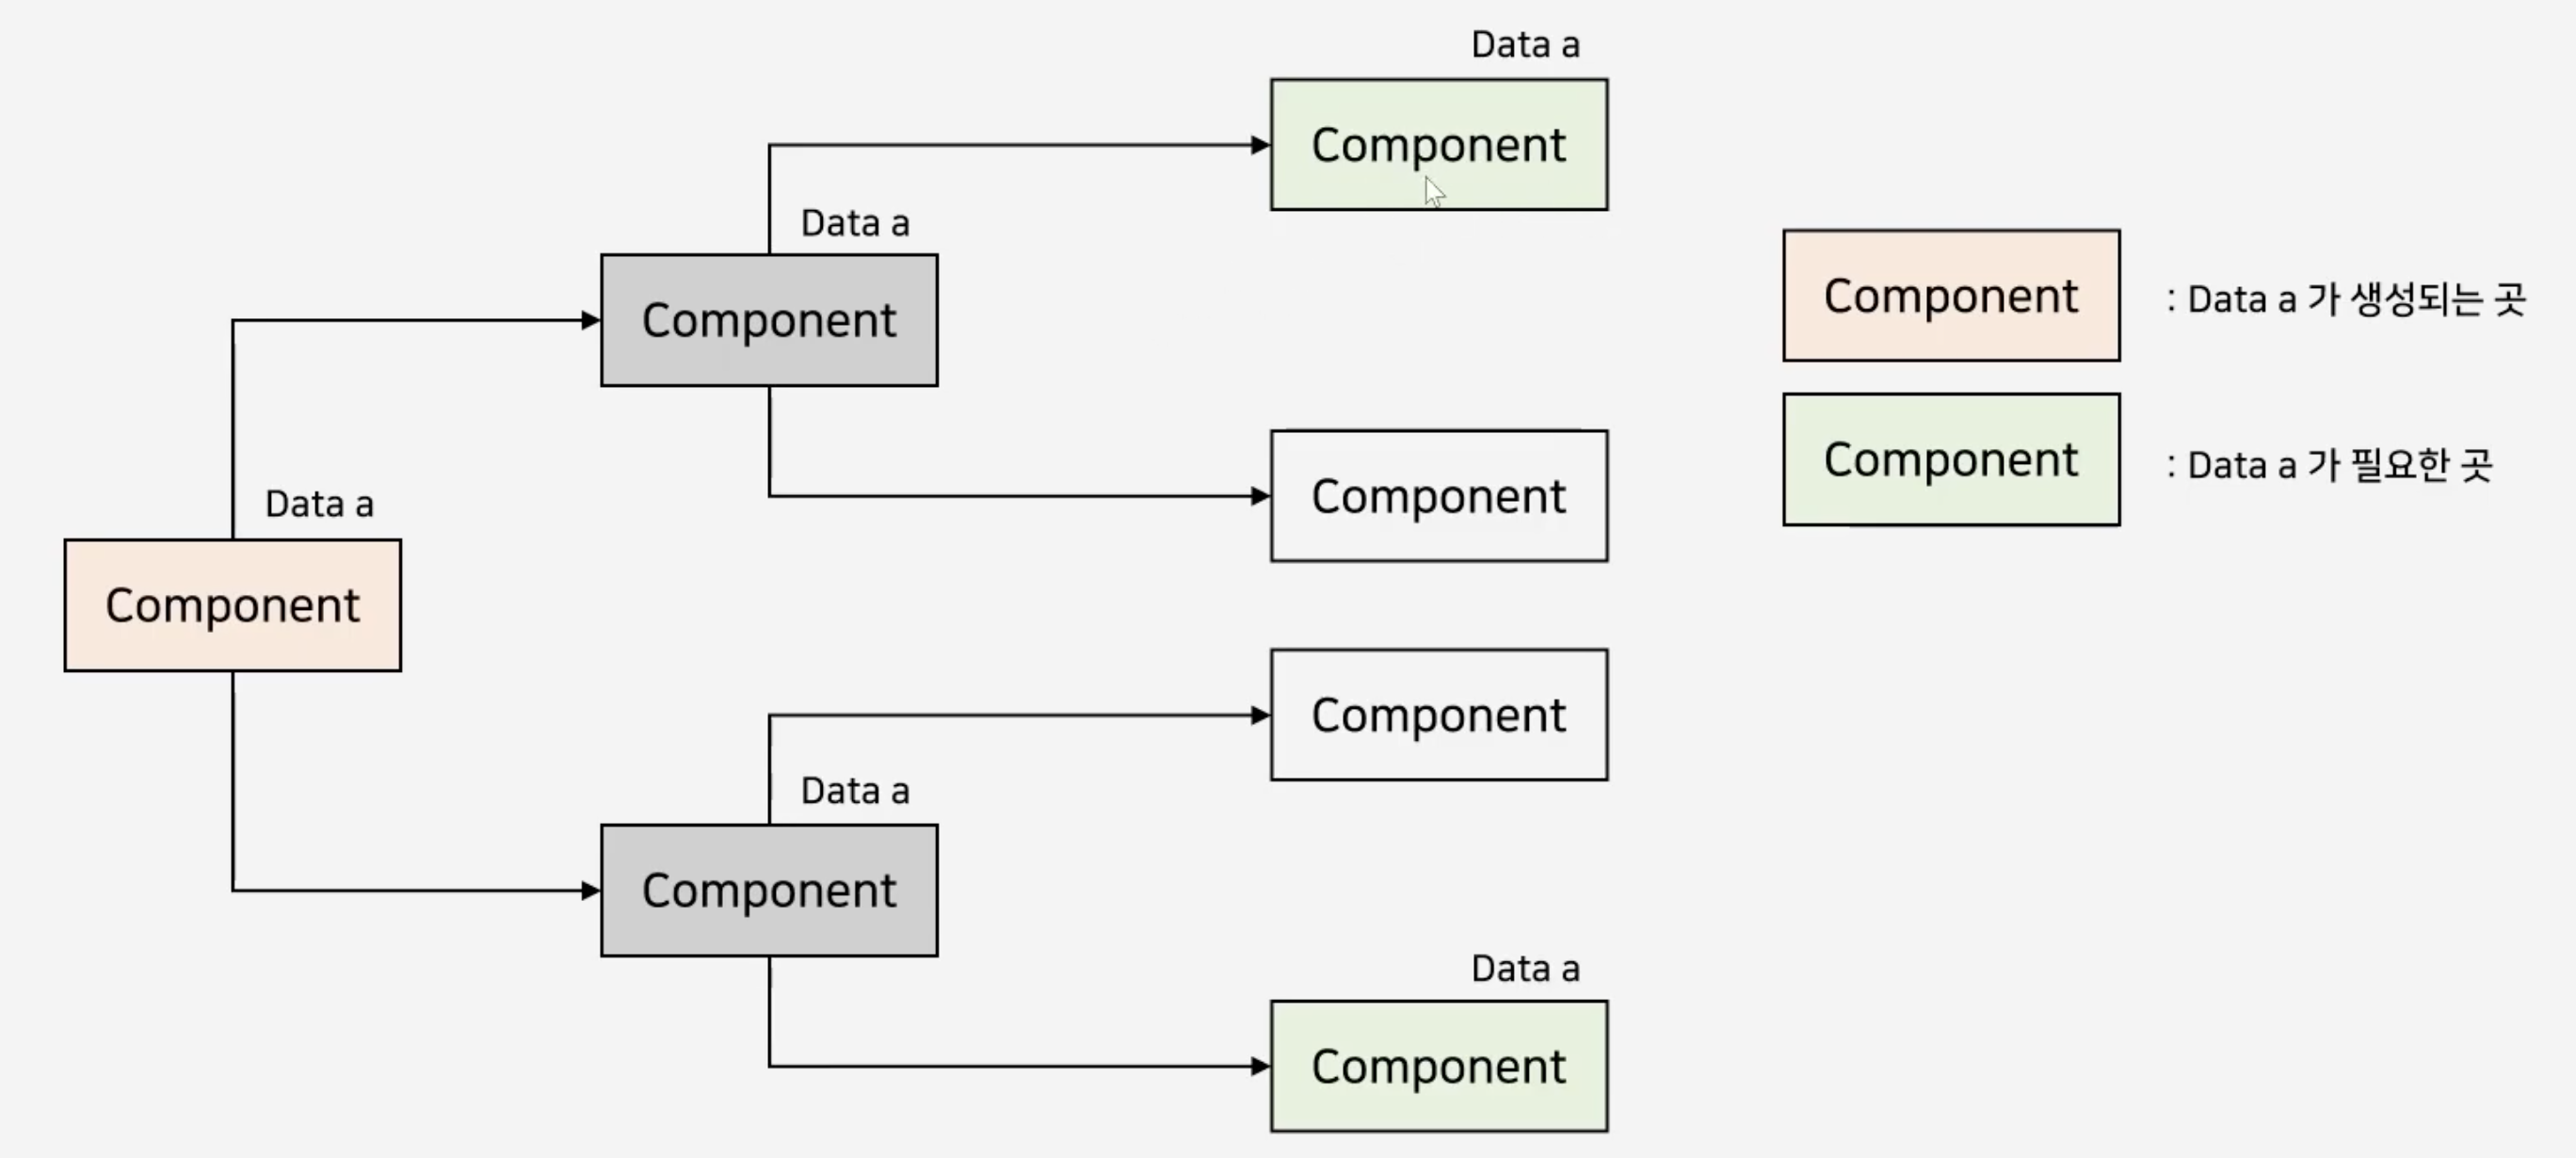 Data a
Component
Data a
Component
Component
Data a
Component
Component
Data a
Component
Data a
Component
Component : Data a 가 생성되는 곳
Component : Data a 가 필요한 곳